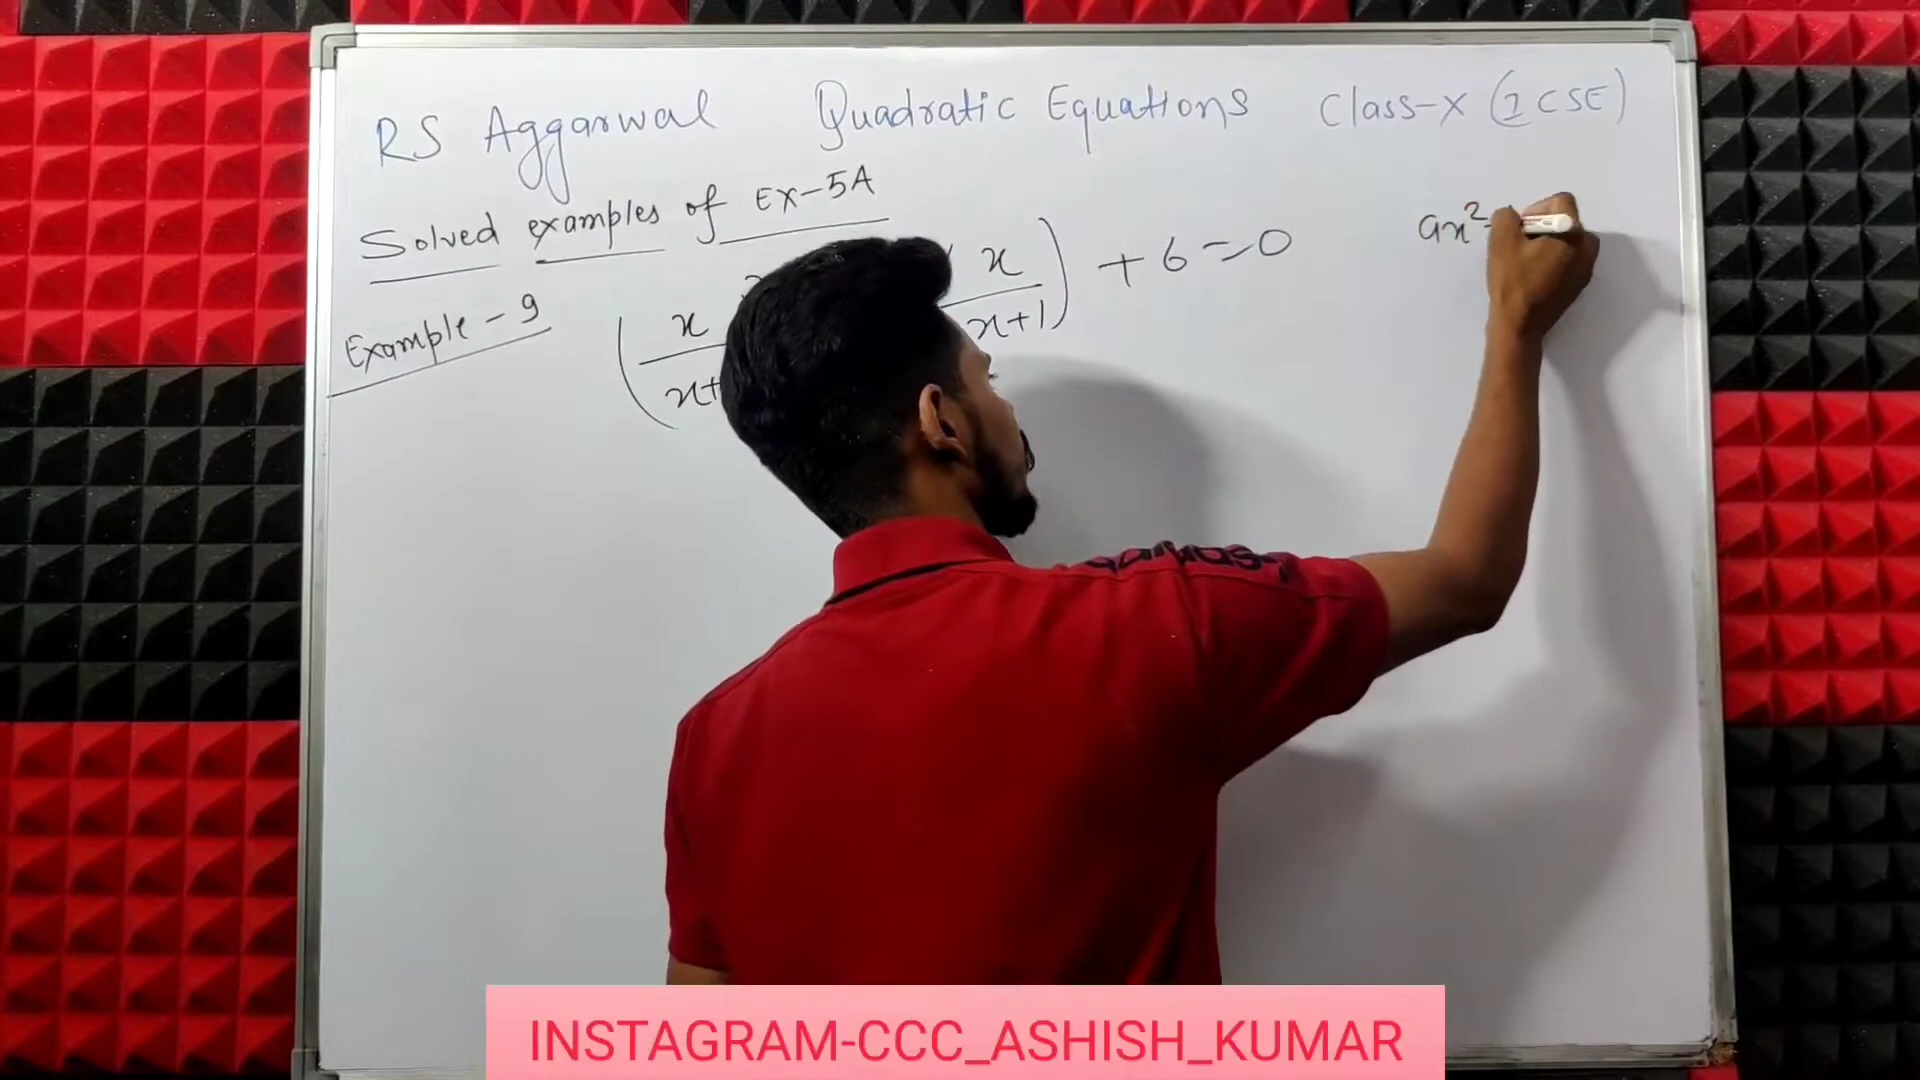 RS Aggarwal Quadratic Equations Class-X (ICSE)
Solved examples of Ex-5A
Example-9
(x/x+ x/x+1) + 6 = 0
ax²
INSTAGRAM-CCC_ASHISH_KUMAR